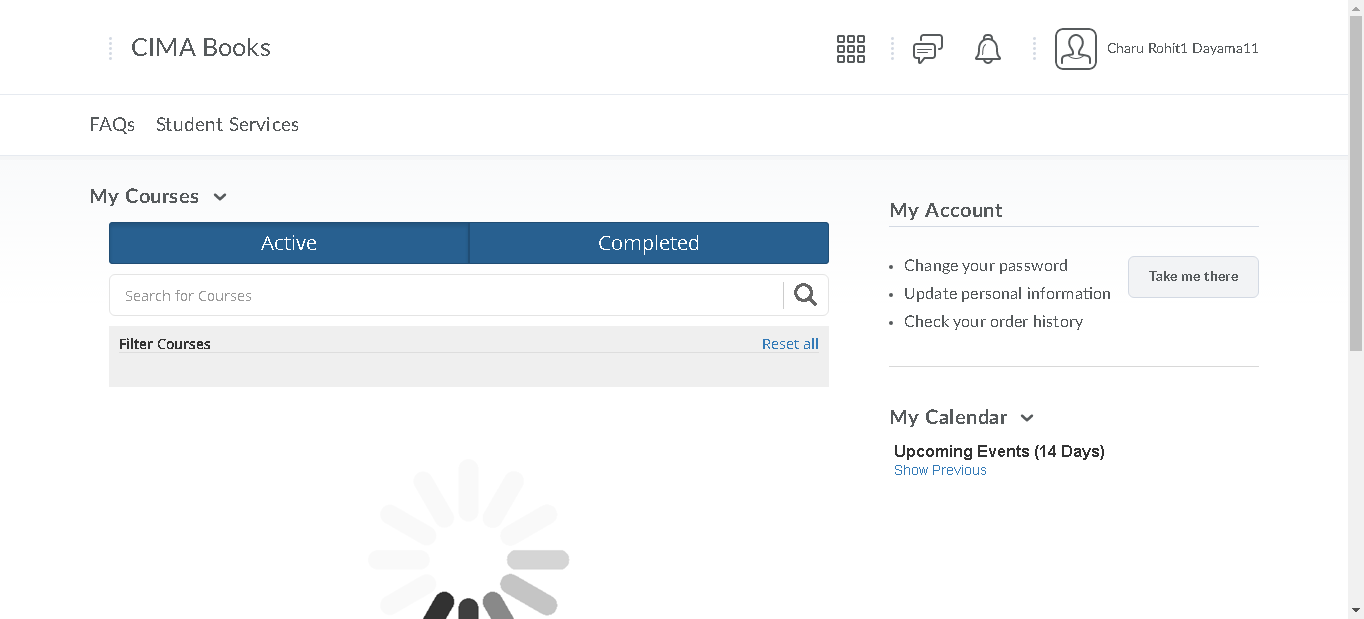 CIMA Books
Charu Rohit1 Dayama11
FAQs Student Services
My Courses
Active Completed
Search for Courses
Filter Courses Reset all
My Account
Change your password
Update personal information
Check your order history
Take me there
My Calendar
Upcoming Events (14 Days)
Show Previous